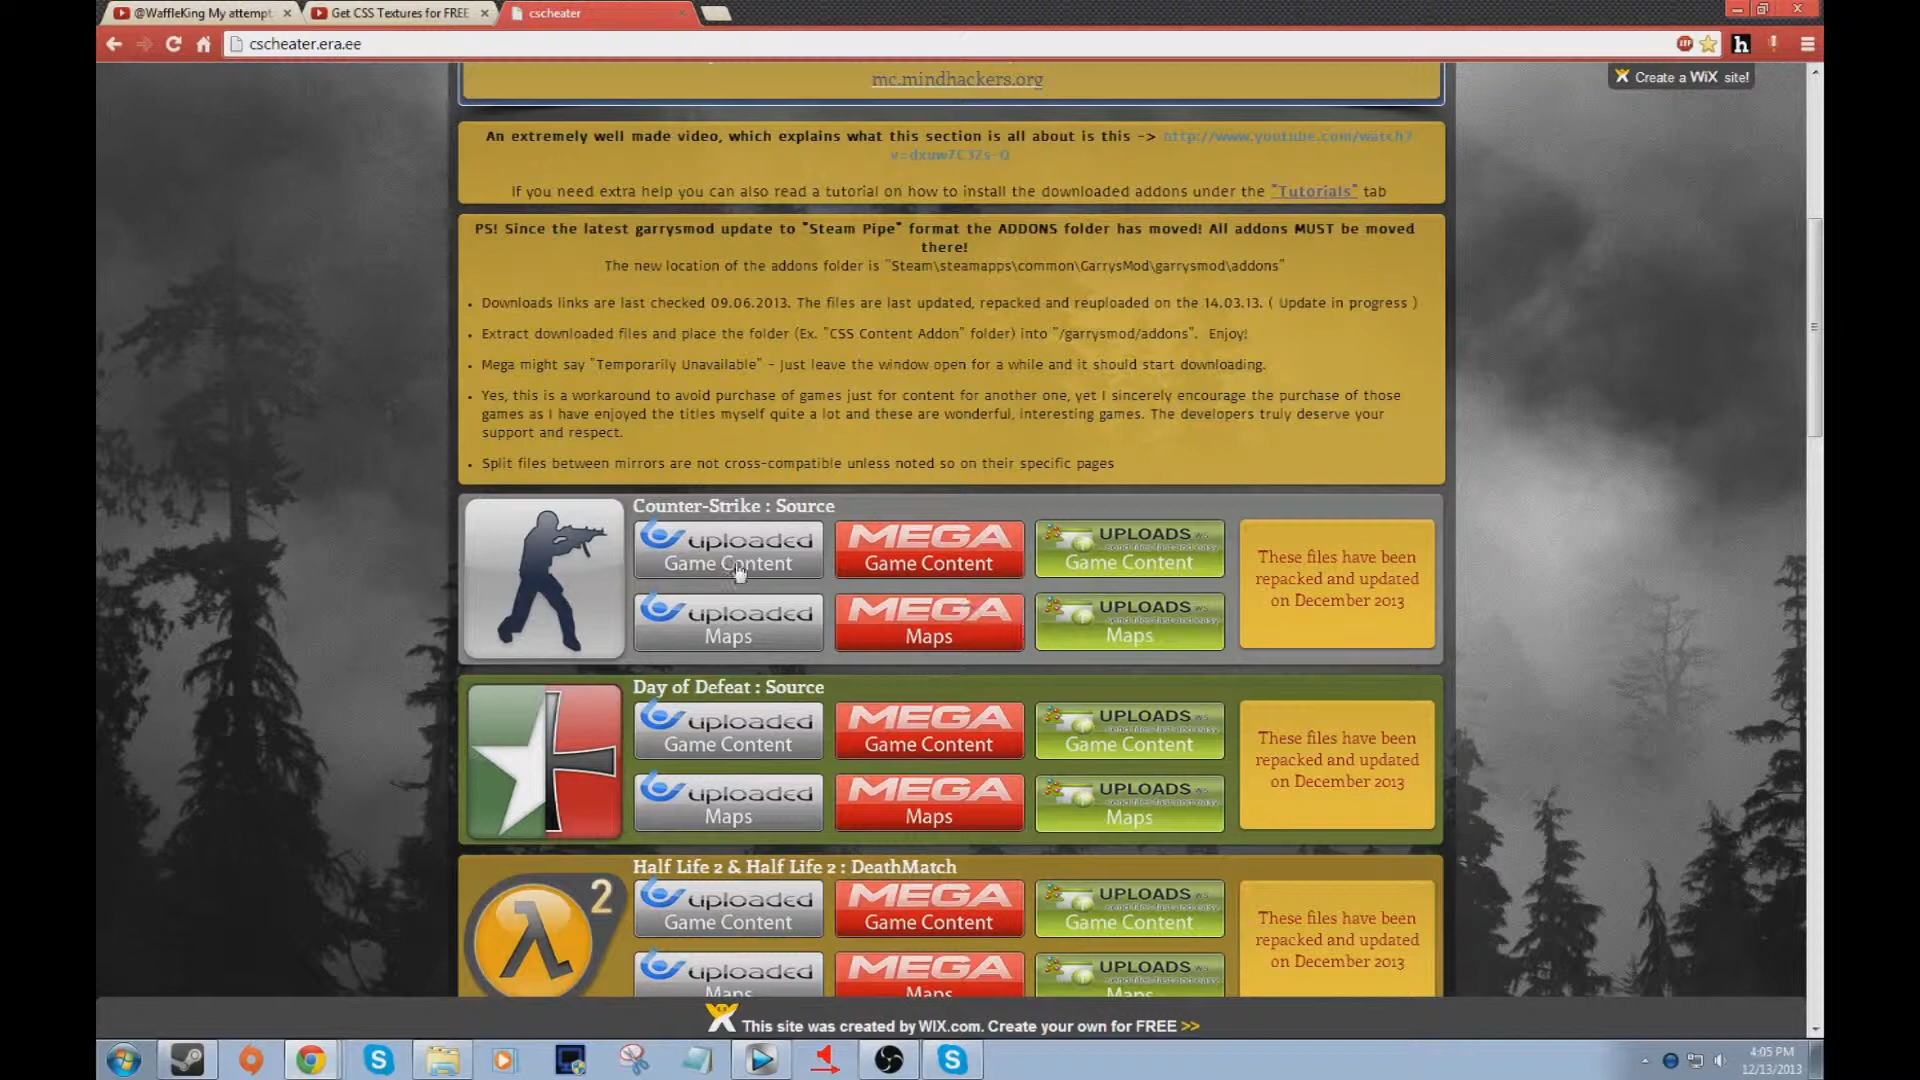 @WaffleKing My attempt
Get CSS Textures for FREE
cscheater
cscheater.era.ee
Create a WiX site!
mc.mindhackers.org
An extremely well made video, which explains what this section is all about is this -> http://www.youtube.com/watch?
v=dxuw7C3Zs-Q
If you need extra help you can also read a tutorial on how to install the downloaded addons under the "Tutorials" tab
PS! Since the latest garrysmod update to "Steam Pipe" format the ADDONS folder has moved! All addons MUST be moved
there!
The new location of the addons folder is "Steam\steamapps\common\GarrysMod\garrysmod\addons"
• Downloads links are last checked 09.06.2013. The files are last updated, repacked and reuploaded on the 14.03.13. ( Update in progress )
• Extract downloaded files and place the folder (Ex. "CSS Content Addon" folder) into "/garrysmod/addons". Enjoy!
• Mega might say "Temporarily Unavailable" - Just leave the window open for a while and it should start downloading.
• Yes, this is a workaround to avoid purchase of games just for content for another one, yet I sincerely encourage the purchase of those
games as I have enjoyed the titles myself quite a lot and these are wonderful, interesting games. The developers truly deserve your
support and respect.
• Split files between mirrors are not cross-compatible unless noted so on their specific pages
Counter-Strike : Source
uploaded MEGA UPLOADS
Game Content Game Content Game Content
uploaded MEGA UPLOADS
Maps Maps Maps
These files have been
repacked and updated
on December 2013
Day of Defeat : Source
uploaded MEGA UPLOADS
Game Content Game Content Game Content
uploaded MEGA UPLOADS
Maps Maps Maps
These files have been
repacked and updated
on December 2013
Half Life 2 & Half Life 2 : DeathMatch
2
uploaded MEGA UPLOADS
Game Content Game Content Game Content
uploaded MEGA UPLOADS
Maps Maps Maps
These files have been
repacked and updated
on December 2013
This site was created by WIX.com. Create your own for FREE >>
4:05 PM
12/13/2013